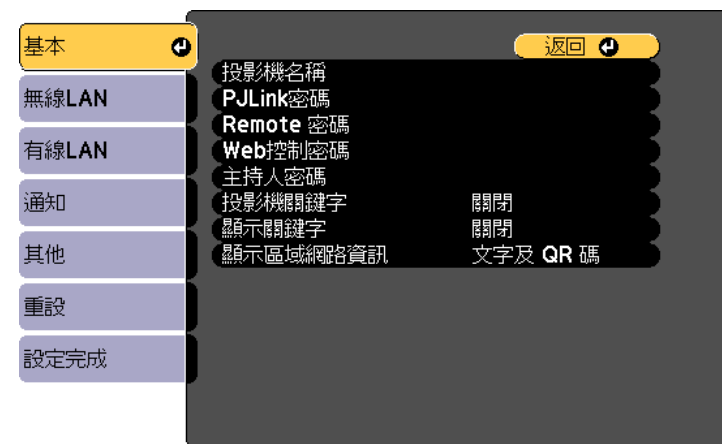 基本
無線LAN
有線LAN
通知
其他
重設
設定完成
返回
投影機名稱
PJLink密碼
Remote 密碼
Web控制密碼
主持人密碼
投影機關鍵字 關閉
顯示關鍵字 關閉
顯示區域網路資訊 文字及 QR 碼